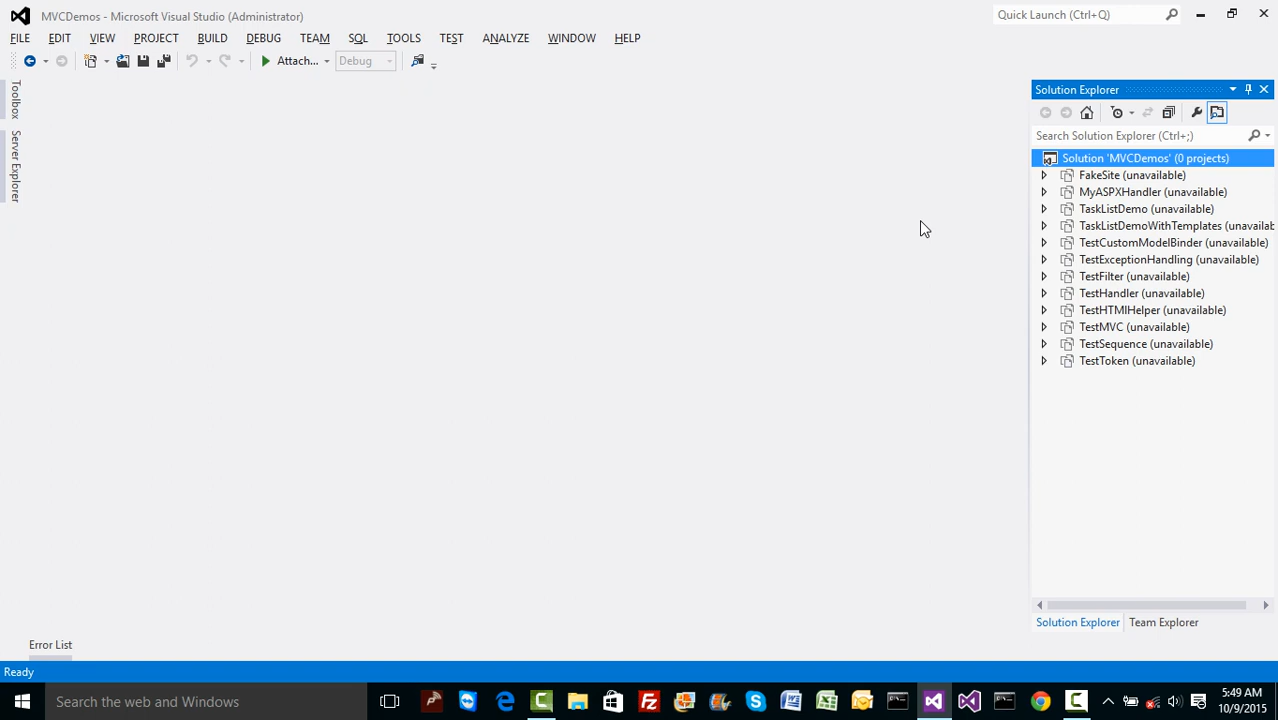 MVCDemos - Microsoft Visual Studio (Administrator)
Quick Launch (Ctrl+Q)
FILE EDIT VIEW PROJECT BUILD DEBUG TEAM SQL TOOLS TEST ANALYZE WINDOW HELP
Attach... Debug
Toolbox
Server Explorer
Solution Explorer
Search Solution Explorer (Ctrl+;)
Solution 'MVCDemos' (0 projects)
FakeSite (unavailable)
MyASPXHandler (unavailable)
TaskListDemo (unavailable)
TaskListDemoWithTemplates (unavailab
TestCustomModelBinder (unavailable)
TestExceptionHandling (unavailable)
TestFilter (unavailable)
TestHandler (unavailable)
TestHTMlHelper (unavailable)
TestMVC (unavailable)
TestSequence (unavailable)
TestToken (unavailable)
Solution Explorer Team Explorer
Error List
Ready
Search the web and Windows
5:49 AM
10/9/2015